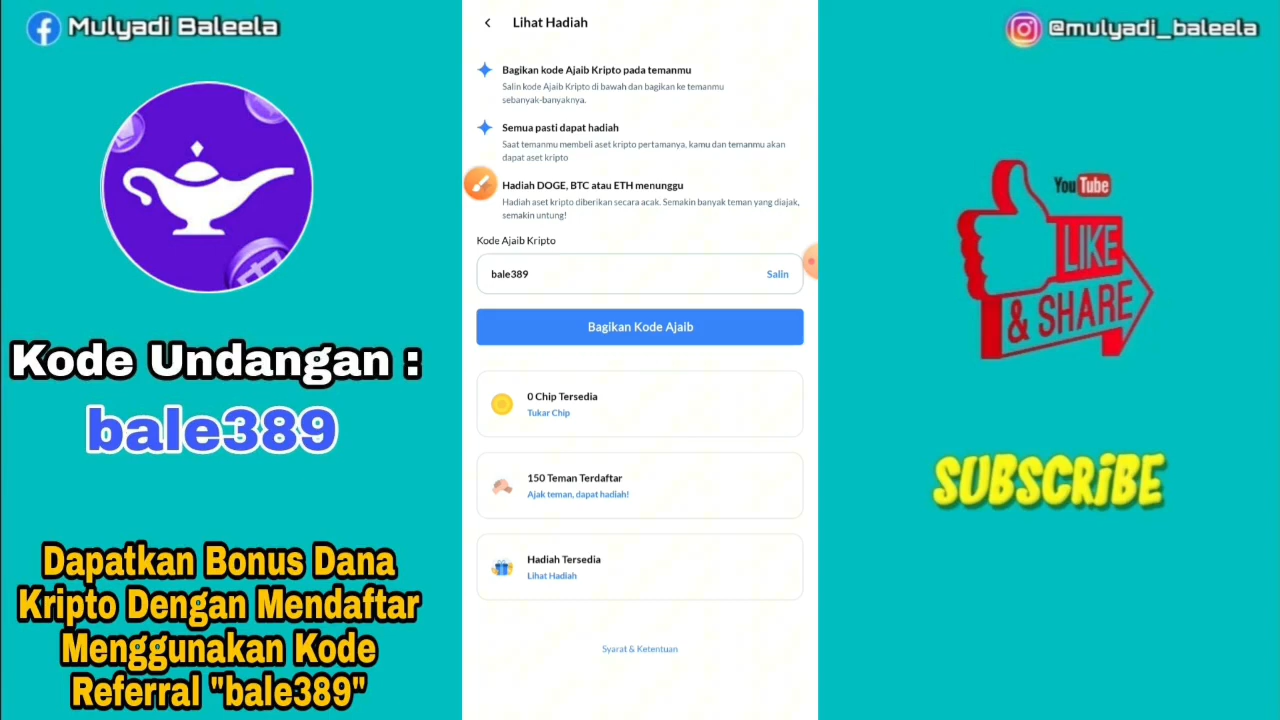 Mulyadi Baleela
Kode Undangan :
bale389
Dapatkan Bonus Dana
Kripto Dengan Mendaftar
Menggunakan Kode
Referral "bale389"
Lihat Hadiah
Bagikan kode Ajaib Kripto pada temanmu
Salin kode Ajaib Kripto di bawah dan bagikan ke temanmu
sebanyak-banyaknya.
Semua pasti dapat hadiah
Saat temanmu membeli aset kripto pertamanya, kamu dan temanmu akan
dapat aset kripto
Hadiah DOGE, BTC atau ETH menunggu
Hadiah aset kripto diberikan secara acak. Semakin banyak teman yang diajak,
semakin untung!
Kode Ajaib Kripto
bale389 Salin
Bagikan Kode Ajaib
0 Chip Tersedia
Tukar Chip
150 Teman Terdaftar
Ajak teman, dapat hadiah!
Hadiah Tersedia
Lihat Hadiah
Syarat & Ketentuan
@mulyadi_baleela
YouTube
LIKE
& SHARE
SUBSCRIBE